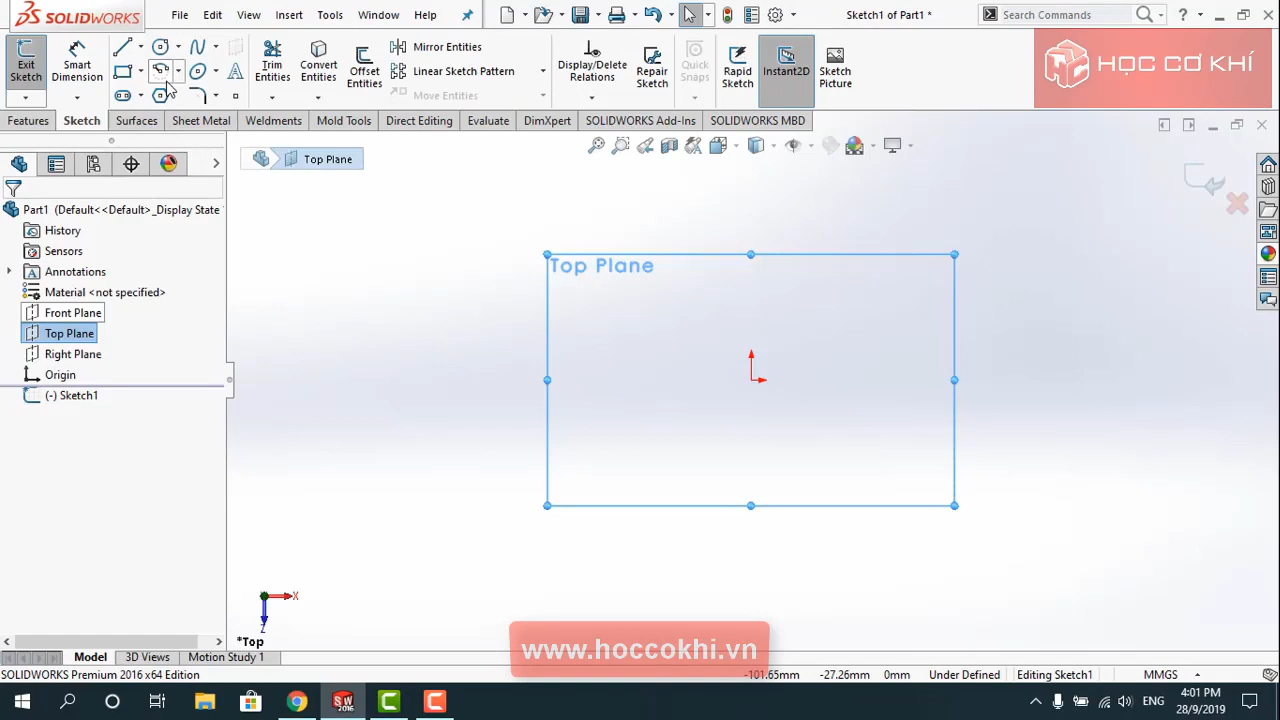 SOLIDWORKS File Edit View Insert Tools Window Help Sketch1 of Part1 * Search Commands ?
Exit Sketch Smart Dimension Trim Entities Convert Entities Offset Entities Mirror Entities Linear Sketch Pattern Move Entities Display/Delete Relations Repair Sketch Quick Snaps Rapid Sketch Instant2D Sketch Picture
HỌC CƠ KHÍ
Features Sketch Surfaces Sheet Metal Weldments Mold Tools Direct Editing Evaluate DimXpert SOLIDWORKS Add-Ins SOLIDWORKS MBD
Top Plane
Part1 (Default<<Default>_Display State
History
Sensors
Annotations
Material <not specified>
Front Plane
Top Plane
Right Plane
Origin
(-) Sketch1
Top Plane
X
Z
*Top
www.hoccokhi.vn
Model 3D Views Motion Study 1
SOLIDWORKS Premium 2016 x64 Edition -101.65mm -27.26mm 0mm Under Defined Editing Sketch1 MMGS
SW 2016 ENG 4:01 PM
28/9/2019